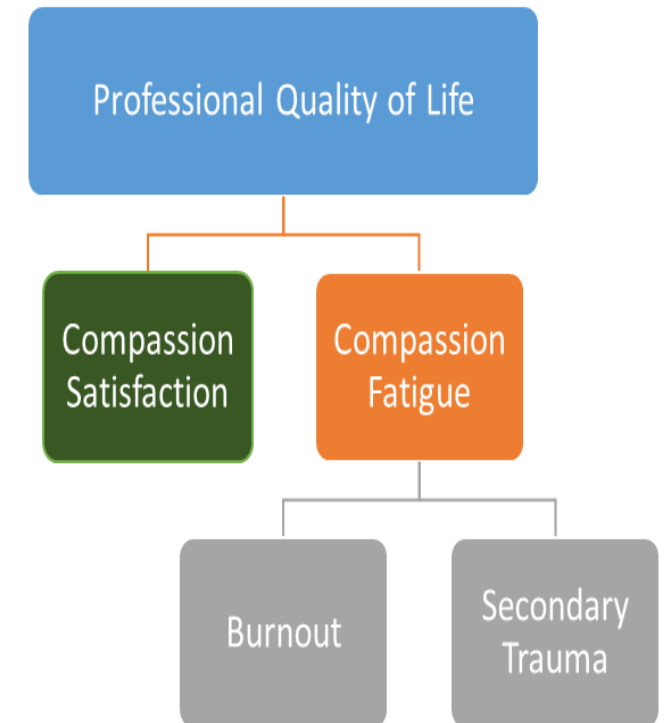 Professional Quality of Life
Compassion
Satisfaction
Compassion
Fatigue
Burnout
Secondary
Trauma